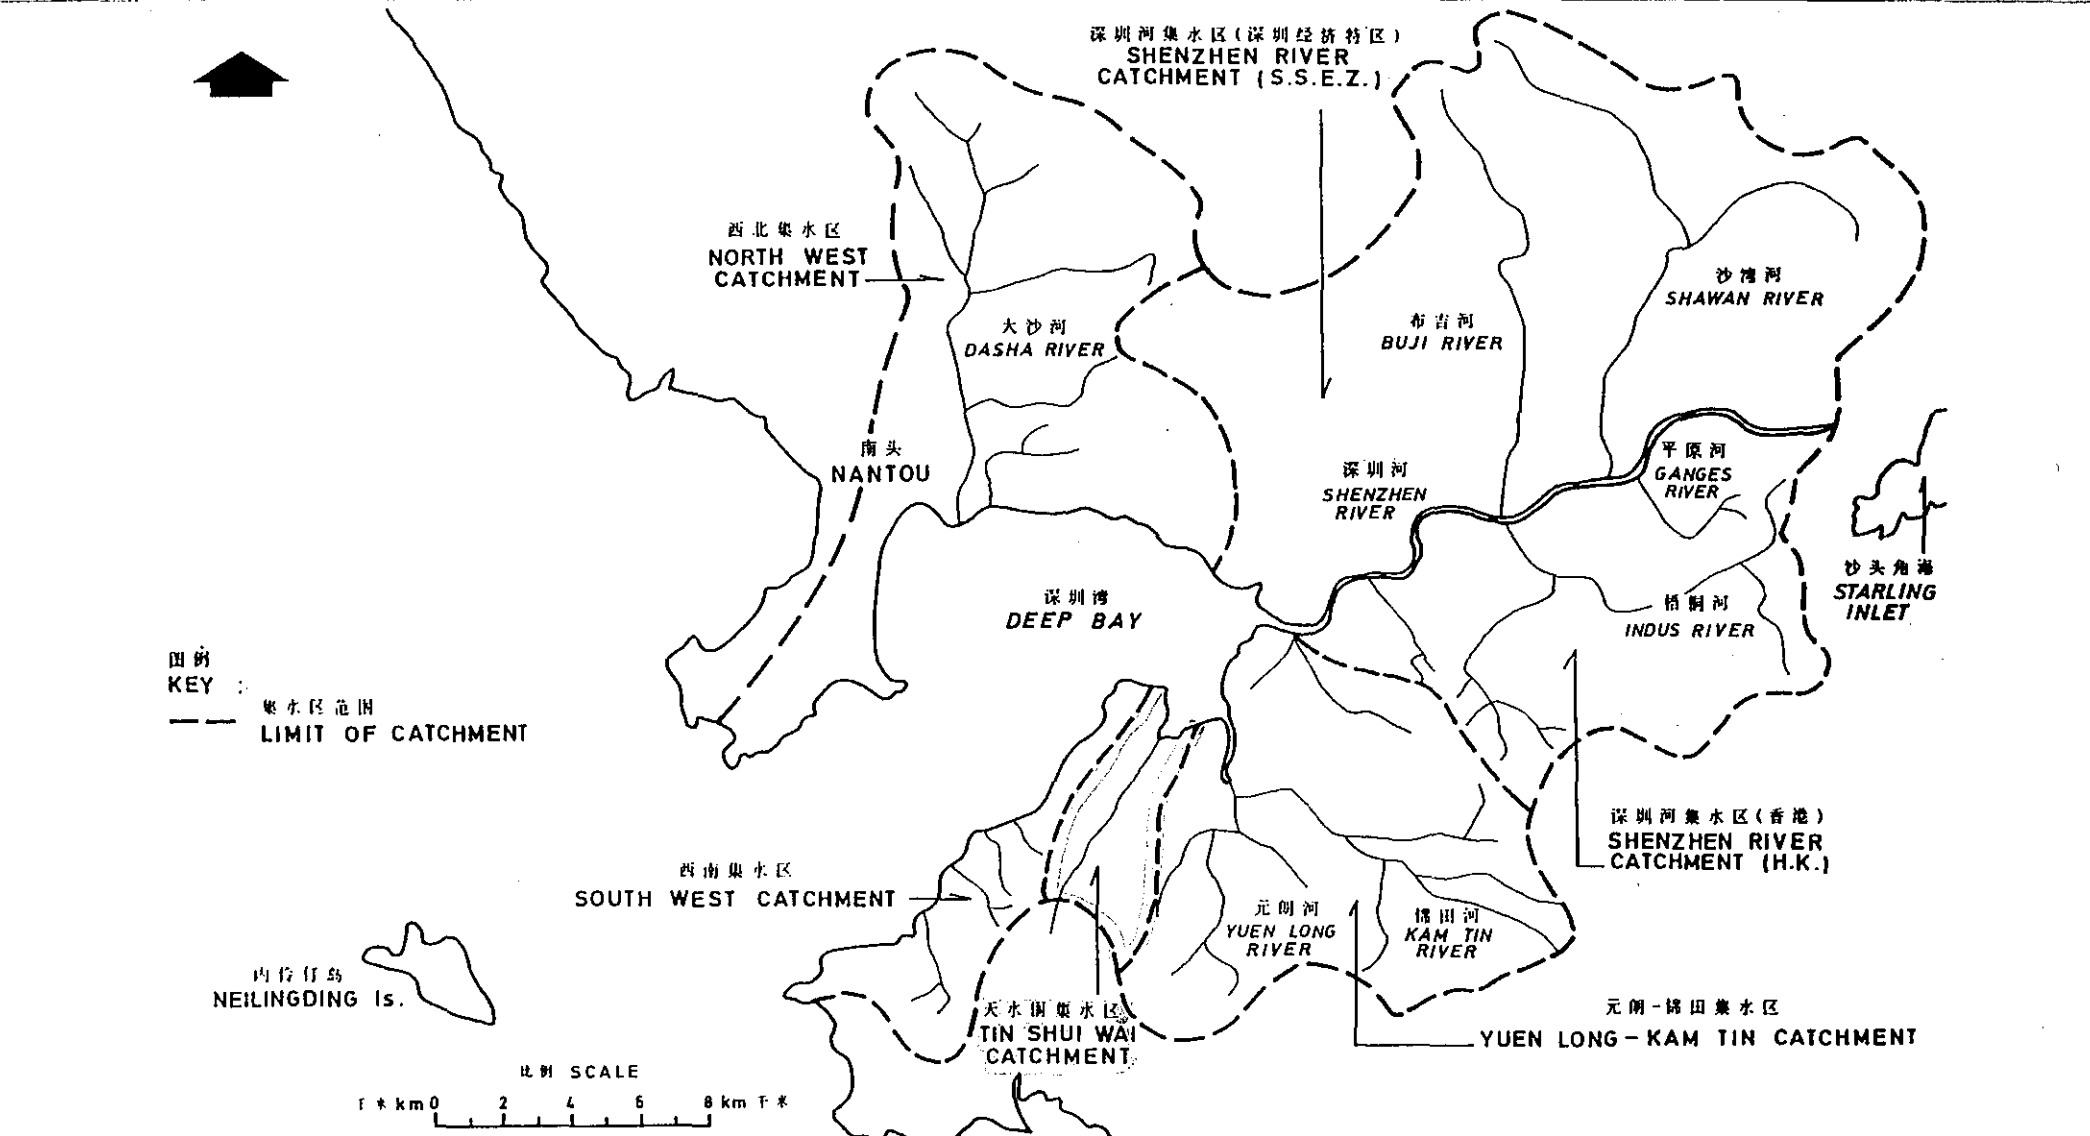 深圳河集水区(深圳经济特区)
SHENZHEN RIVER
CATCHMENT (S.S.E.Z.)
西北集水区
NORTH WEST
CATCHMENT
大沙河
DASHA RIVER
布吉河
BUJI RIVER
沙湾河
SHAWAN RIVER
南头
NANTOU
深圳河
SHENZHEN
RIVER
平原河
GANGES
RIVER
深圳湾
DEEP BAY
梧桐河
INDUS RIVER
沙头角海
STARLING
INLET
图例
KEY :
集水区范围
LIMIT OF CATCHMENT
深圳河集水区(香港)
SHENZHEN RIVER
CATCHMENT (H.K.)
西南集水区
SOUTH WEST CATCHMENT
元朗河
YUEN LONG
RIVER
锦田河
KAM TIN
RIVER
内伶仃岛
NEILINGDING Is.
天水围集水区
TIN SHUI WAI
CATCHMENT
元朗-锦田集水区
YUEN LONG - KAM TIN CATCHMENT
比例 SCALE
千米 km 0 2 4 6 8 km 千米